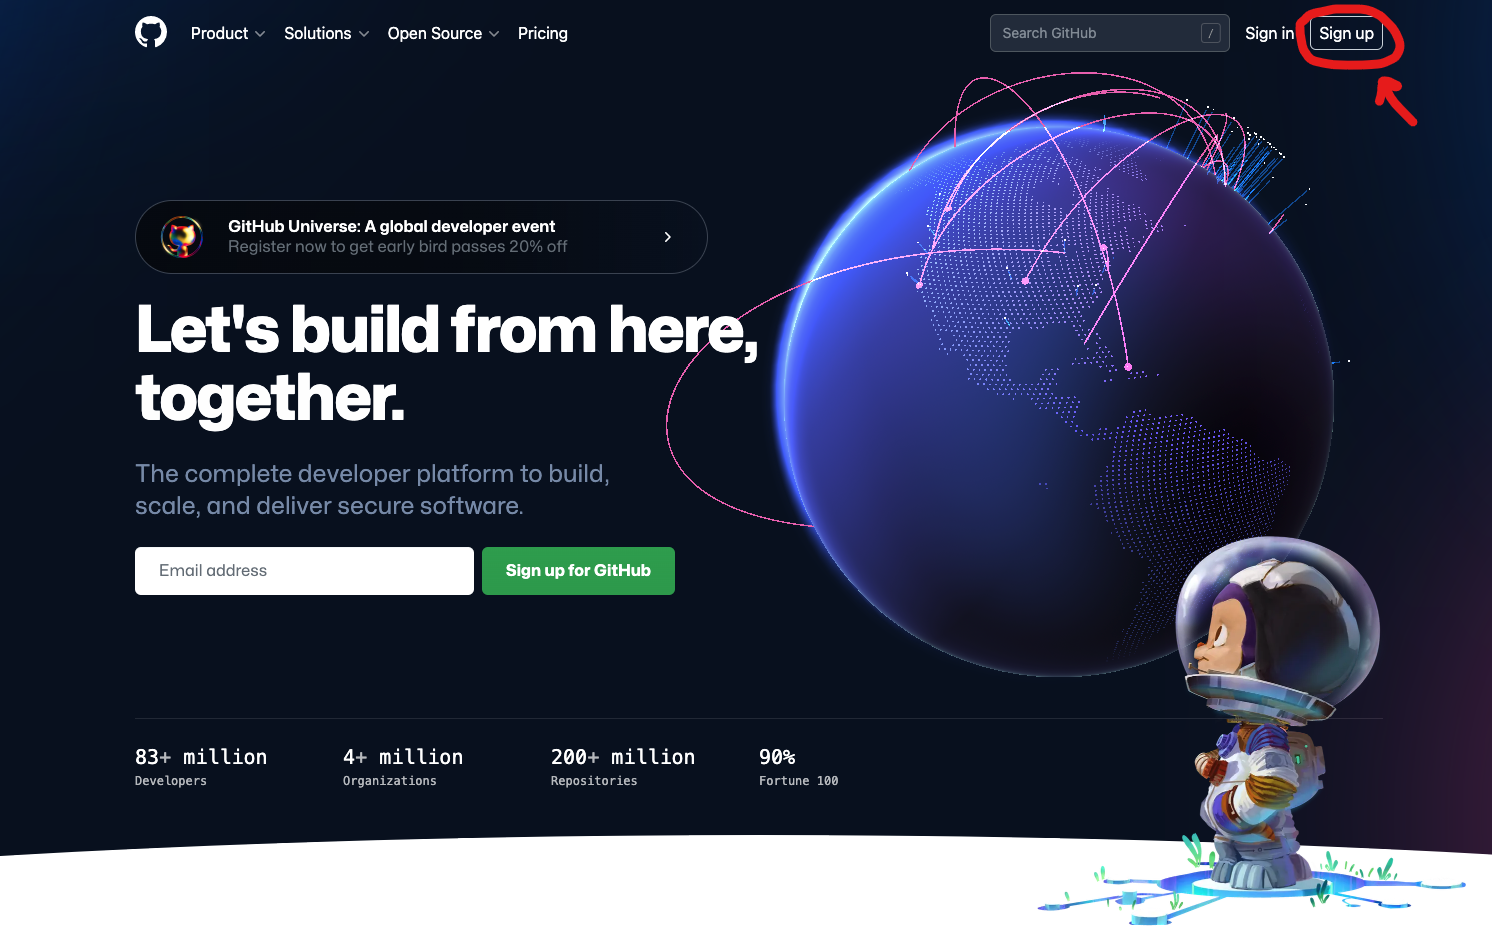 Product
Solutions
Open Source
Pricing
Search GitHub
/
Sign in
Sign up
GitHub Universe: A global developer event
Register now to get early bird passes 20% off
Let's build from here,
together.
The complete developer platform to build,
scale, and deliver secure software.
Email address
Sign up for GitHub
83+ million
Developers
4+ million
Organizations
200+ million
Repositories
90%
Fortune 100